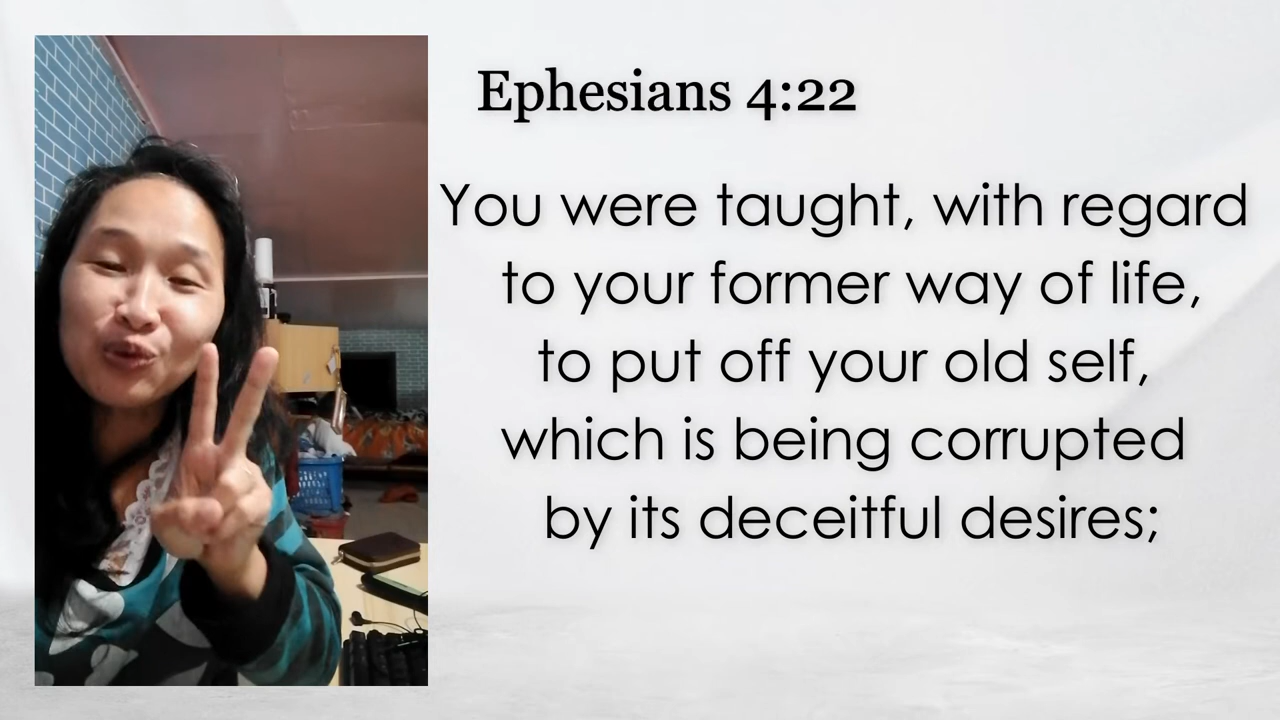 Ephesians 4:22
You were taught, with regard
to your former way of life,
to put off your old self,
which is being corrupted
by its deceitful desires;